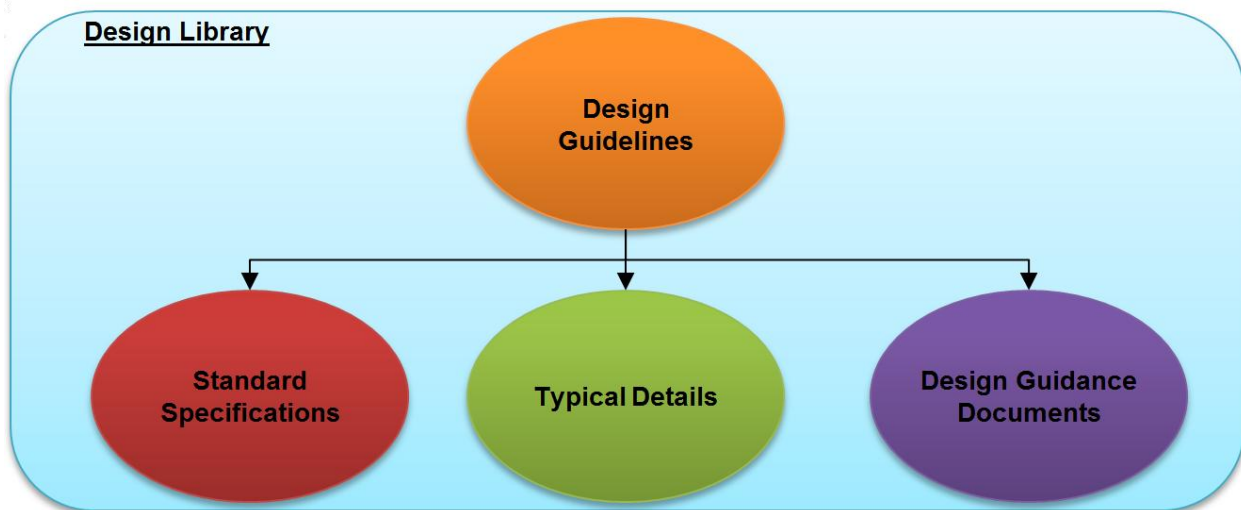 Design Library
Design
Guidelines
Standard
Specifications
Typical Details
Design Guidance
Documents